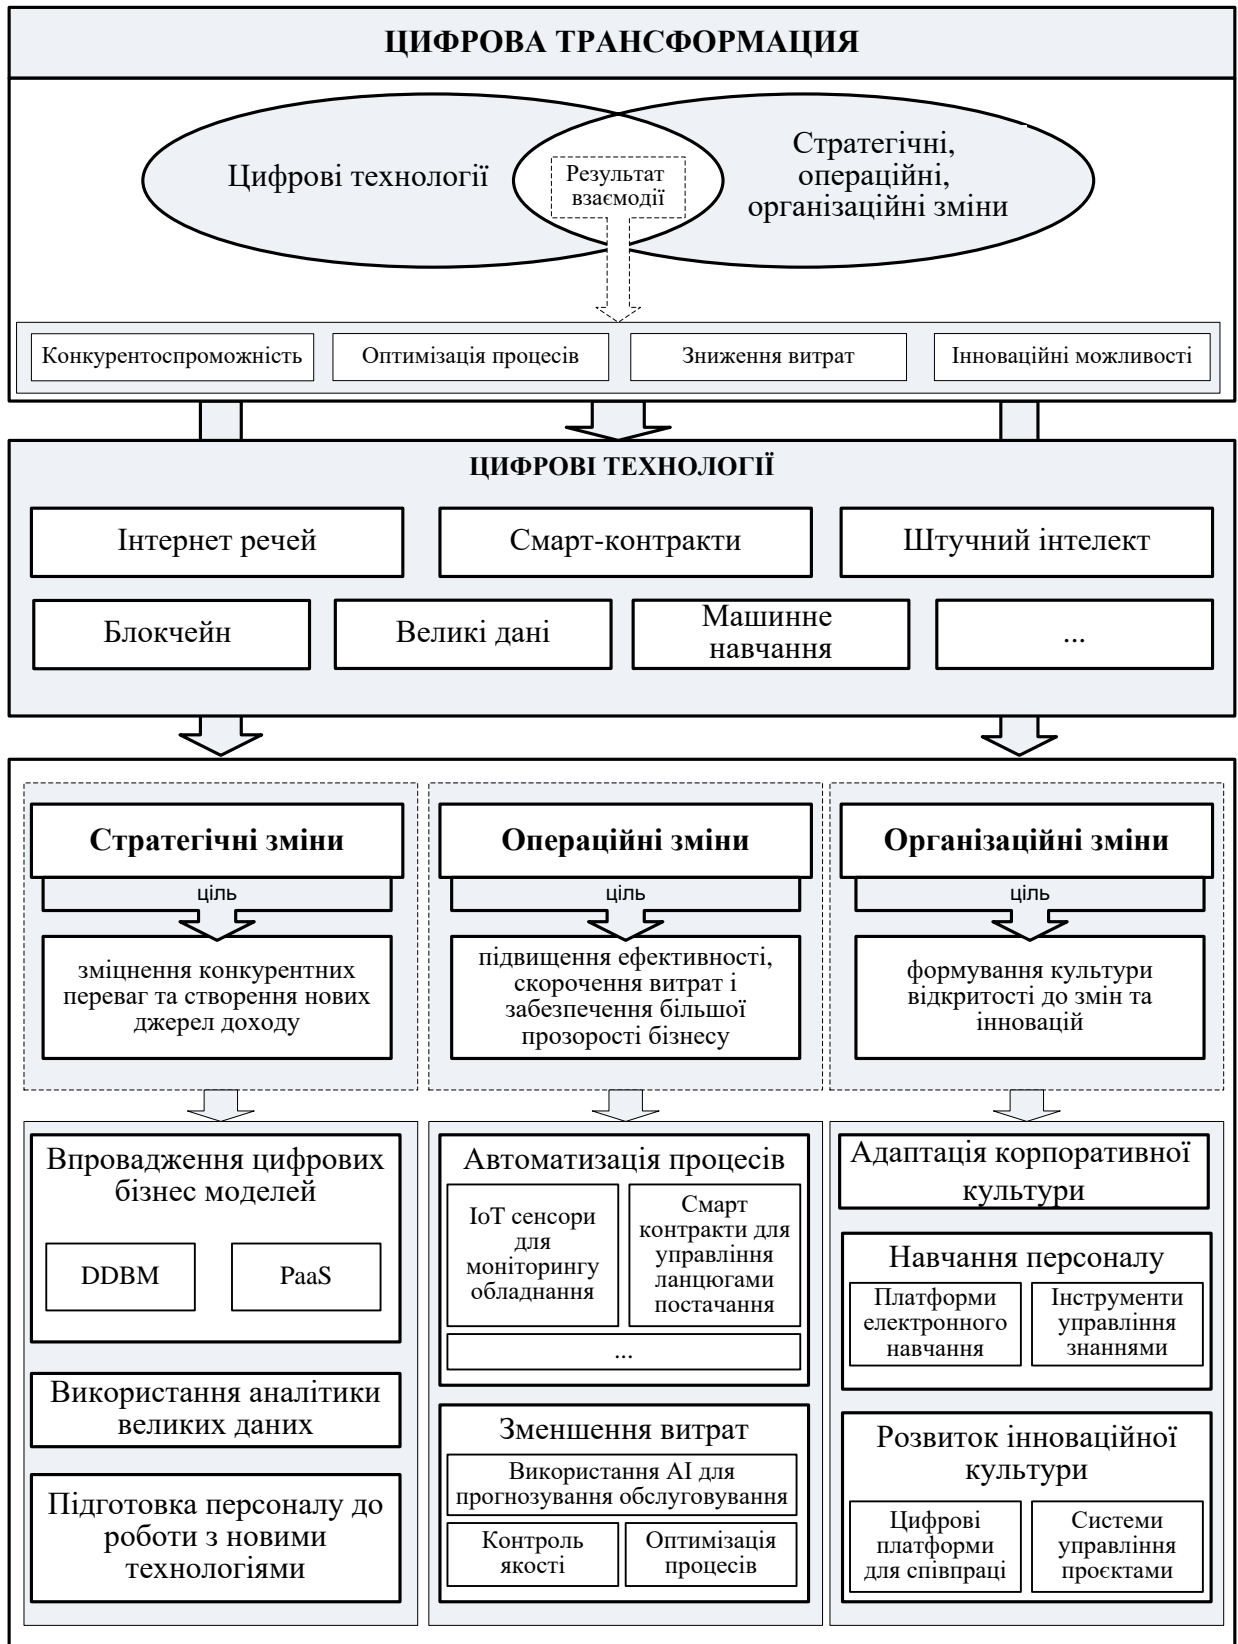 ЦИФРОВА ТРАНСФОРМАЦИЯ
Цифрові технології
Результат
взаємодії
Стратегічні,
операційні,
організаційні зміни
Конкурентоспроможність
Оптимізація процесів
Зниження витрат
Інноваційні можливості
ЦИФРОВІ ТЕХНОЛОГІЇ
Інтернет речей
Смарт-контракти
Штучний інтелект
Блокчейн
Великі дані
Машинне
навчання
...
Стратегічні зміни
ціль
зміцнення конкурентних
переваг та створення нових
джерел доходу
Операційні зміни
ціль
підвищення ефективності,
скорочення витрат і
забезпечення більшої
прозорості бізнесу
Організаційні зміни
ціль
формування культури
відкритості до змін та
інновацій
Впровадження цифрових
бізнес моделей
DDBM
PaaS
Використання аналітики
великих даних
Підготовка персоналу до
роботи з новими
технологіями
Автоматизація процесів
IoT сенсори
для
моніторингу
обладнання
Смарт
контракти для
управління
ланцюгами
постачання
...
Зменшення витрат
Використання AI для
прогнозування обслуговування
Контроль
якості
Оптимізація
процесів
Адаптація корпоративної
культури
Навчання персоналу
Платформи
електронного
навчання
Інструменти
управління
знаннями
Розвиток інноваційної
культури
Цифрові
платформи
для співпраці
Системи
управління
проєктами